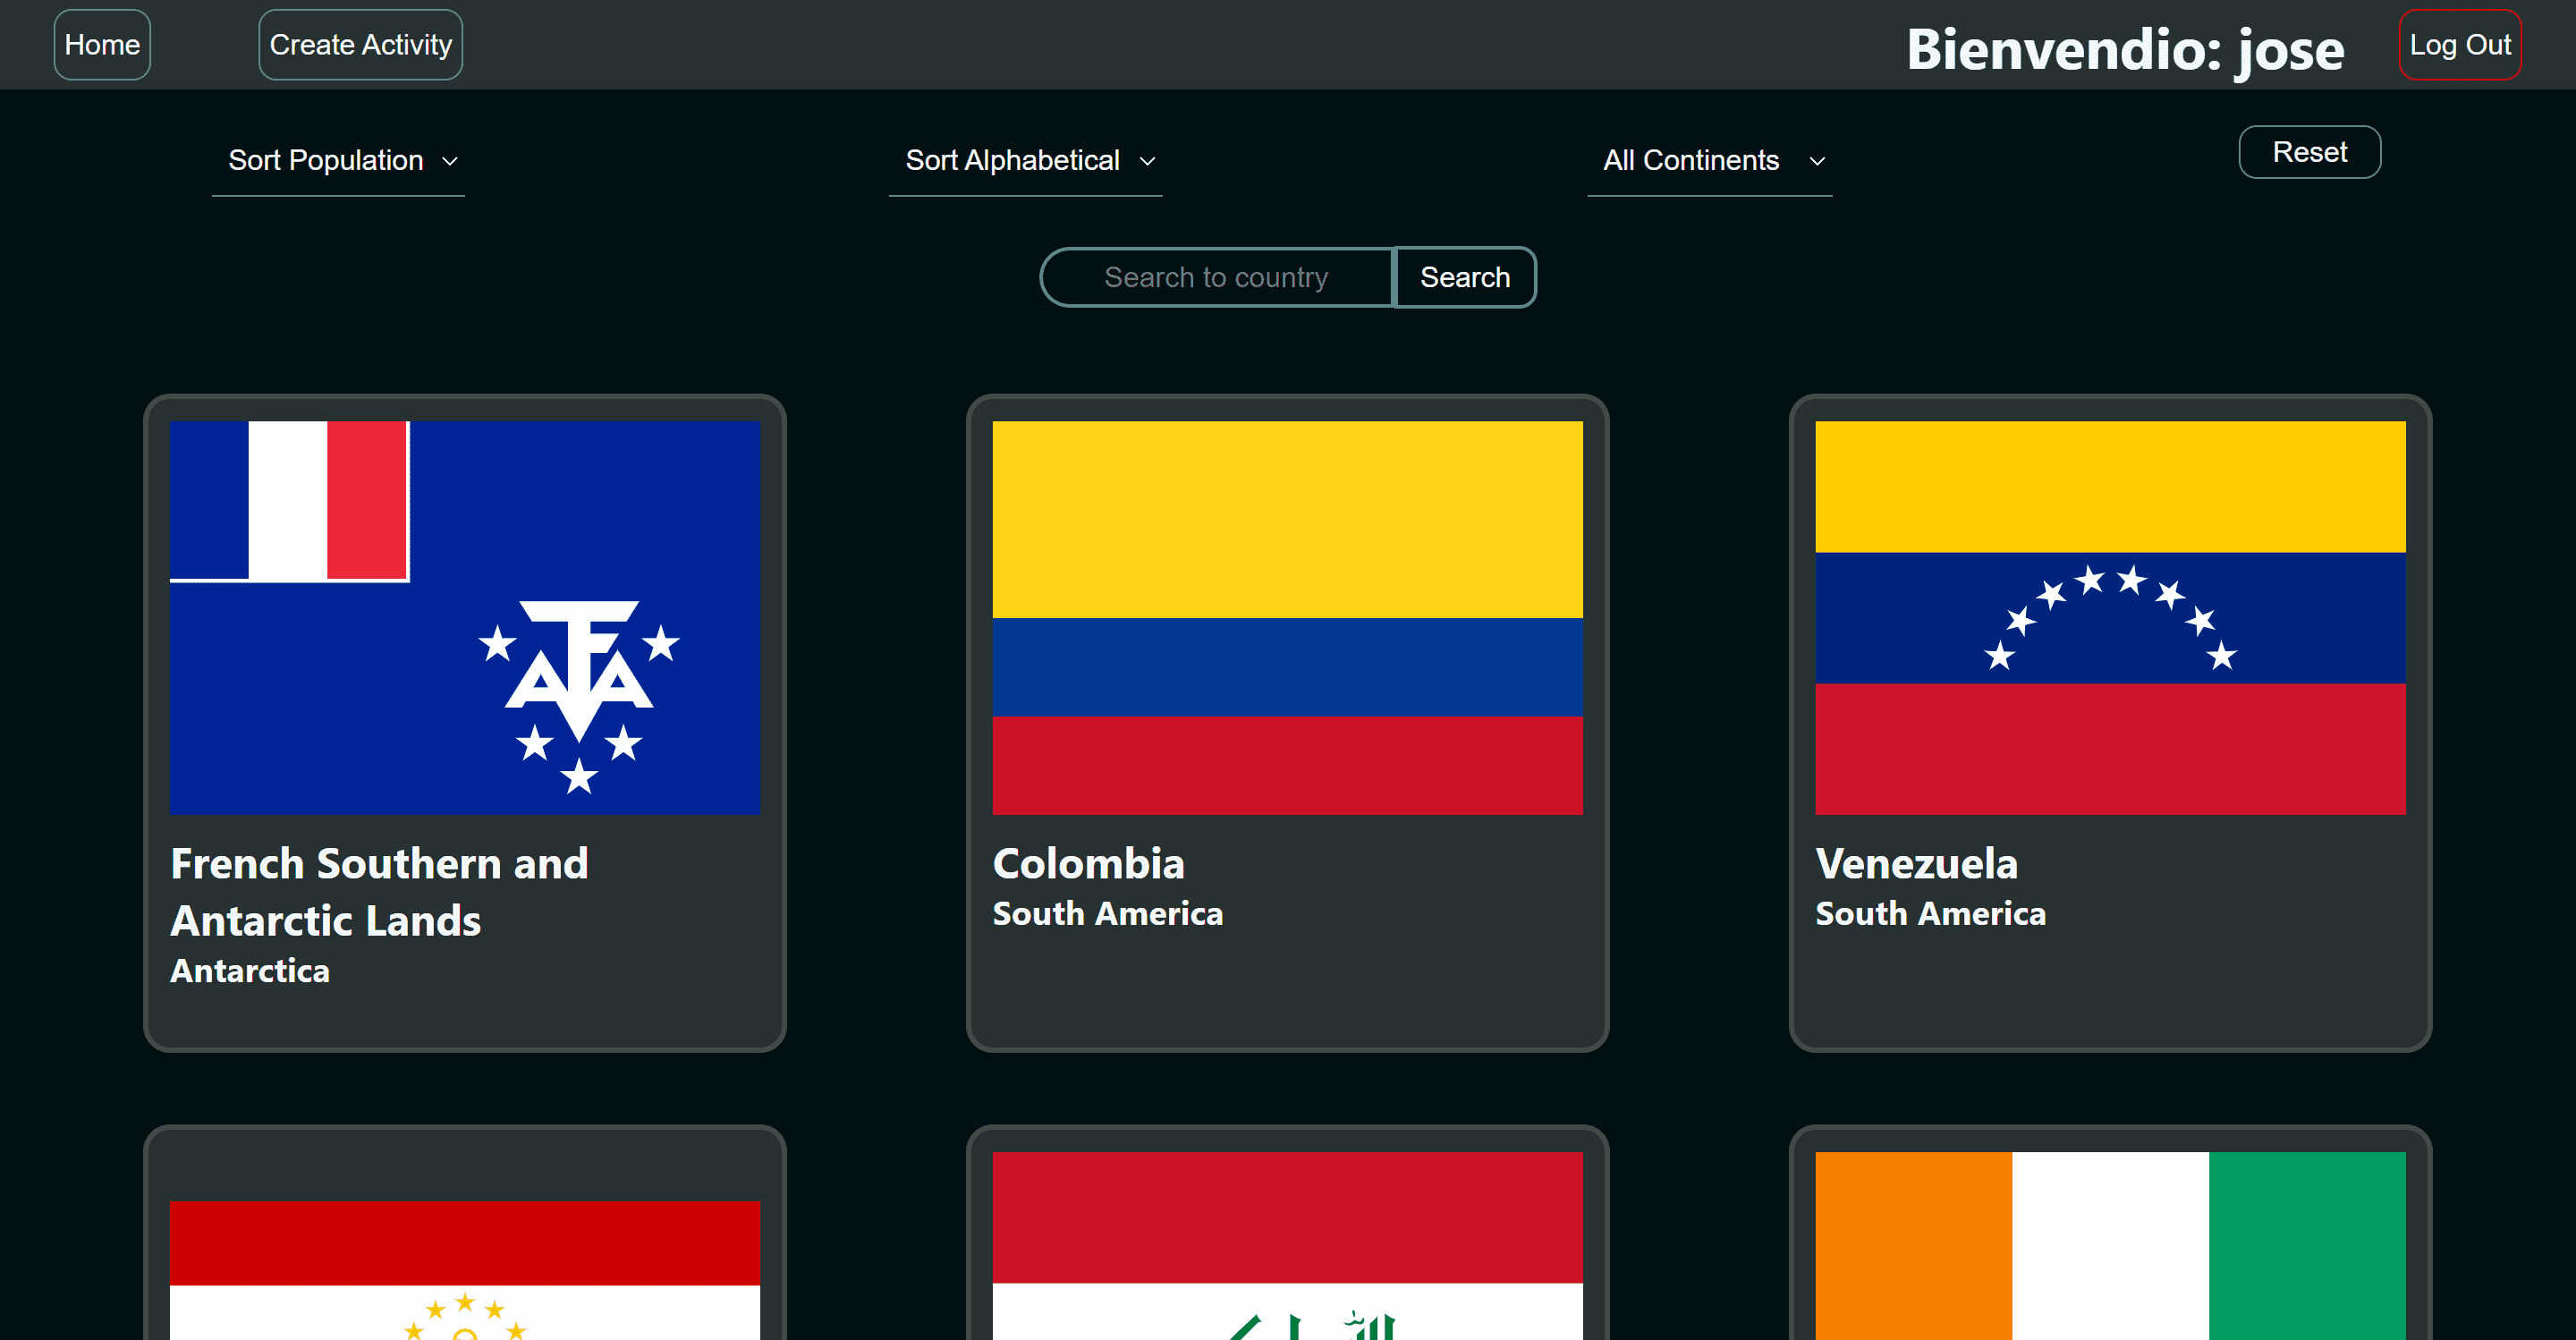 Home
Create Activity
Bienvendio: jose
Log Out
Sort Population
Sort Alphabetical
All Continents
Reset
Search to country
Search
French Southern and
Antarctic Lands
Antarctica
Colombia
South America
Venezuela
South America